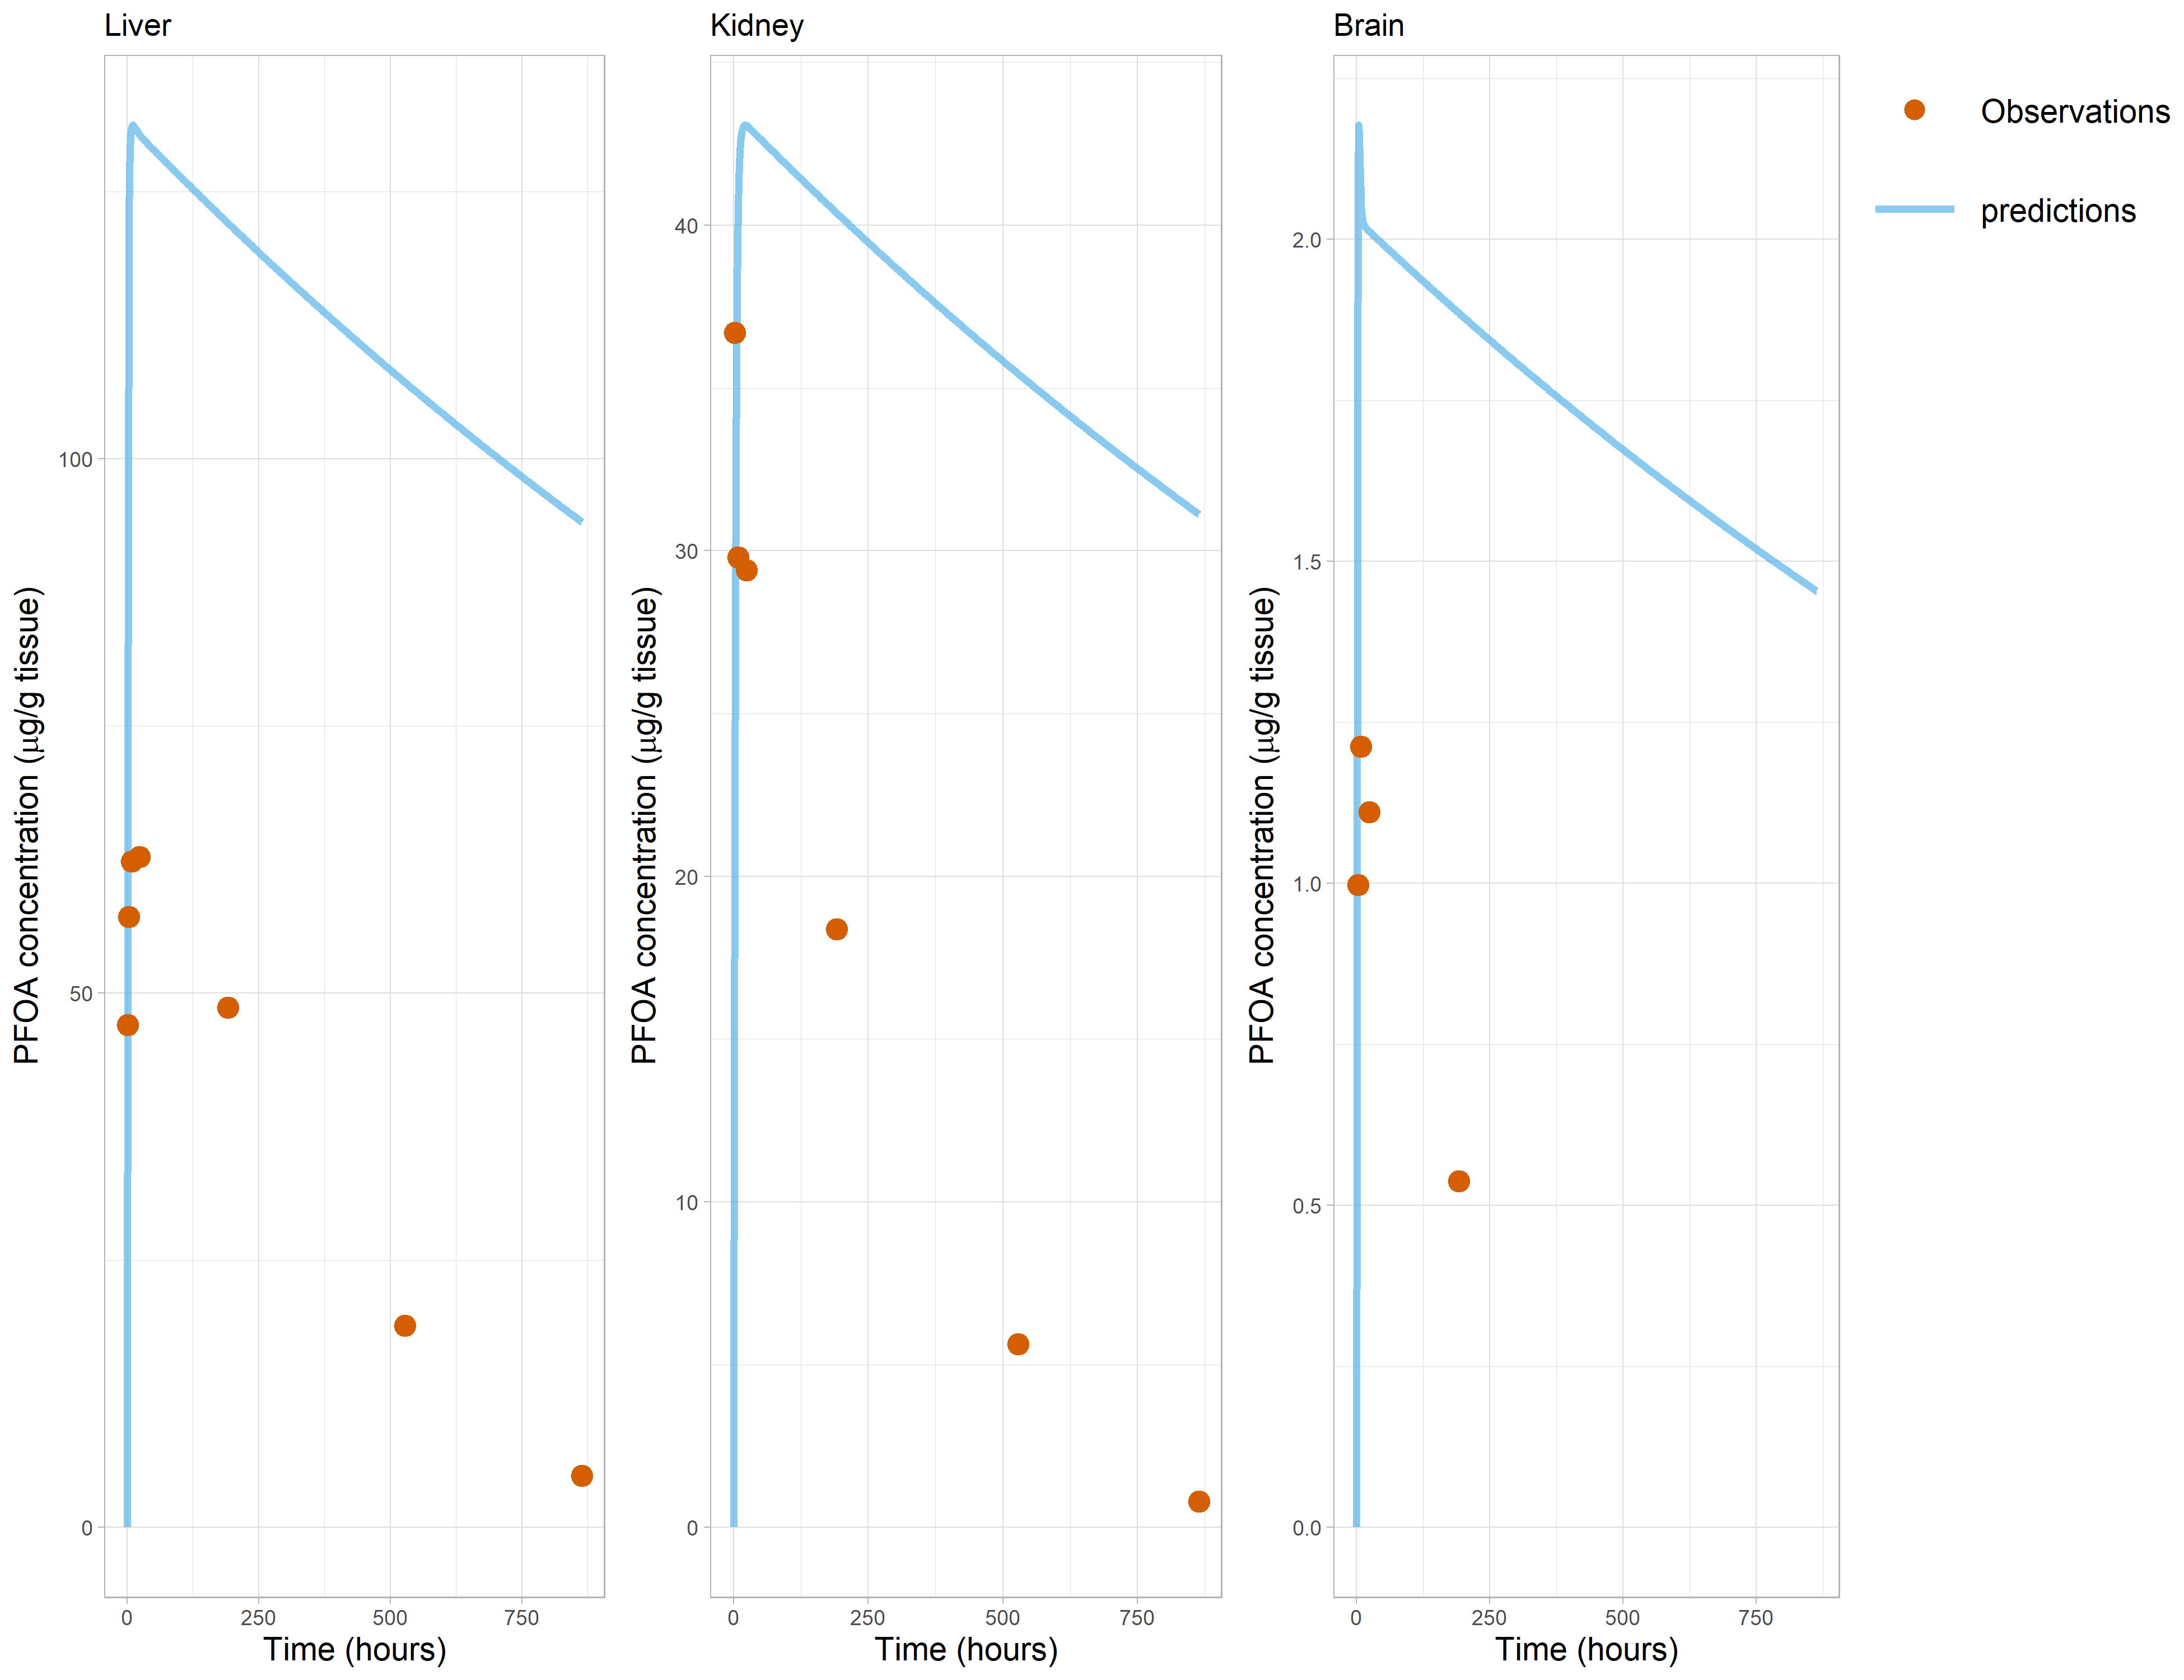 Liver
PFOA concentration (μg/g tissue)
100
50
0
0 250 500 750
Time (hours)
Kidney
PFOA concentration (μg/g tissue)
40
30
20
10
0
0 250 500 750
Time (hours)
Brain
PFOA concentration (μg/g tissue)
2.0
1.5
1.0
0.5
0.0
0 250 500 750
Time (hours)
Observations
predictions